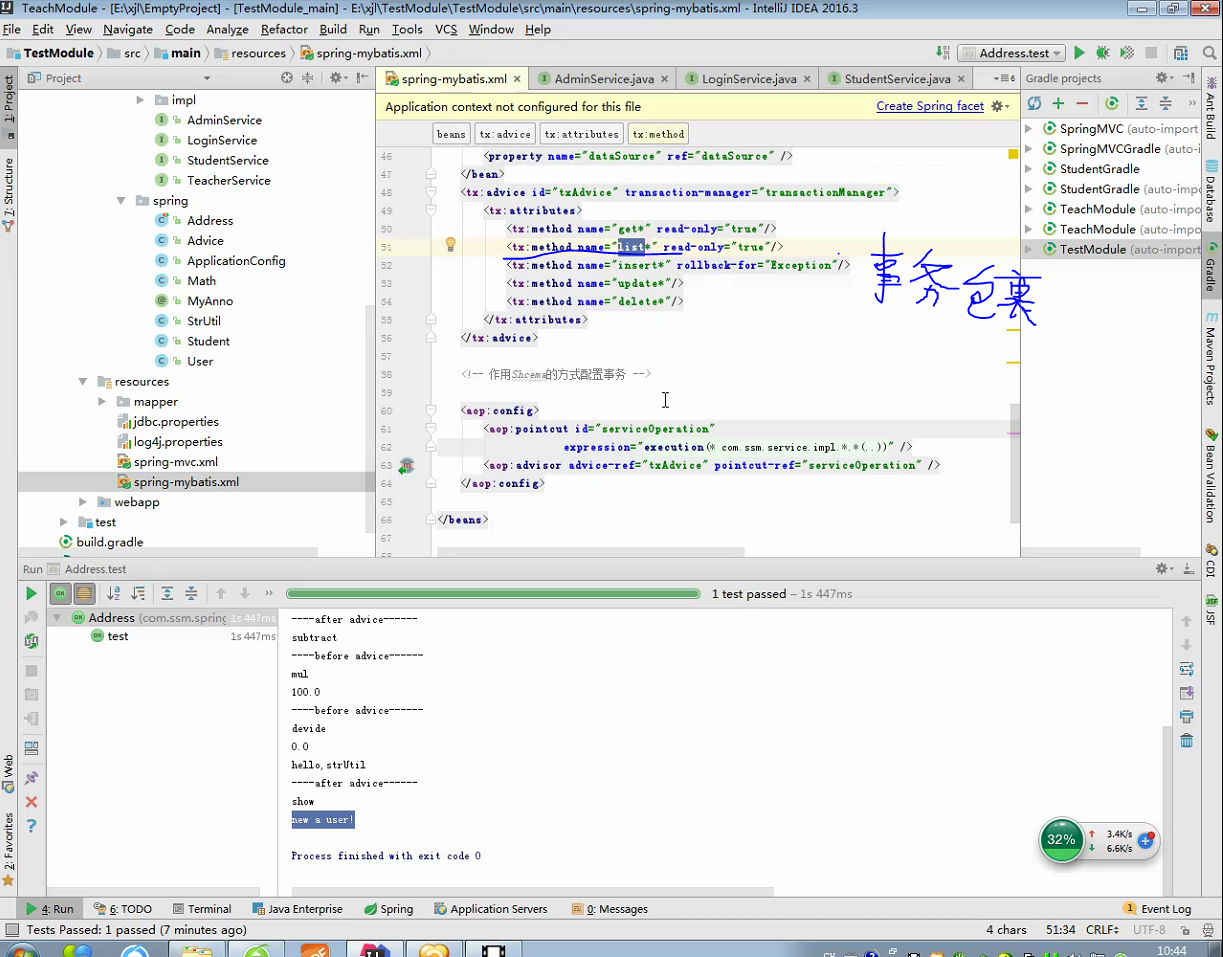 TeachModule - [E:\xjl\EmptyProject] - [TestModule_main] - E:\xjl\TeachModule\TestModule\src\main\resources\spring-mybatis.xml - IntelliJ IDEA 2016.3
File Edit View Navigate Code Analyze Refactor Build Run Tools VCS Window Help
TestModule src main resources spring-mybatis.xml Address.test
Project spring-mybatis.xml AdminService.java LoginService.java StudentService.java 6 Gradle projects
Application context not configured for this file Create Spring facet
beans tx:advice tx:attributes tx:method
1: Project
7: Structure
impl
AdminService
LoginService
StudentService
TeacherService
spring
Address
Advice
ApplicationConfig
Math
MyAnno
StrUtil
Student
User
resources
mapper
jdbc.properties
log4j.properties
spring-mvc.xml
spring-mybatis.xml
webapp
test
build.gradle
46 <property name="dataSource" ref="dataSource" />
47 </bean>
48 <tx:advice id="txAdvice" transaction-manager="transactionManager">
49 <tx:attributes>
50 <tx:method name="get*" read-only="true"/>
51 <tx:method name="list*" read-only="true"/>
52 <tx:method name="insert*" rollback-for="Exception"/>
53 <tx:method name="update*"/>
54 <tx:method name="delete*"/>
55 </tx:attributes>
56 </tx:advice>
57
58 <!-- 作用Shcema的方式配置事务 -->
59
60 <aop:config>
61 <aop:pointcut id="serviceOperation"
62 expression="execution(* com.ssm.service.impl.*.*(..))" />
63 <aop:advisor advice-ref="txAdvice" pointcut-ref="serviceOperation" />
64 </aop:config>
65
66 </beans>
67
事务包裹
SpringMVC (auto-import
SpringMVCGradle (auto-i
StudentGradle
StudentGradle (auto-imp
TeachModule (auto-impo
TeachModule (auto-impo
TestModule (auto-impor
Ant Build
Database
Gradle
Maven Projects
Bean Validation
CDI
JSF
Run Address.test
1 test passed – 1s 447ms
Address (com.ssm.spring 1s 447ms
test 1s 447ms
----after advice------
subtract
----before advice------
mul
100.0
----before advice------
devide
0.0
hello,strUtil
----after advice------
show
new a user!
Process finished with exit code 0
Web
2: Favorites
32% 3.4K/s
6.6K/s
4: Run 6: TODO Terminal Java Enterprise Spring Application Servers 0: Messages 1 Event Log
Tests Passed: 1 passed (7 minutes ago) 4 chars 51:34 CRLF UTF-8
10:44